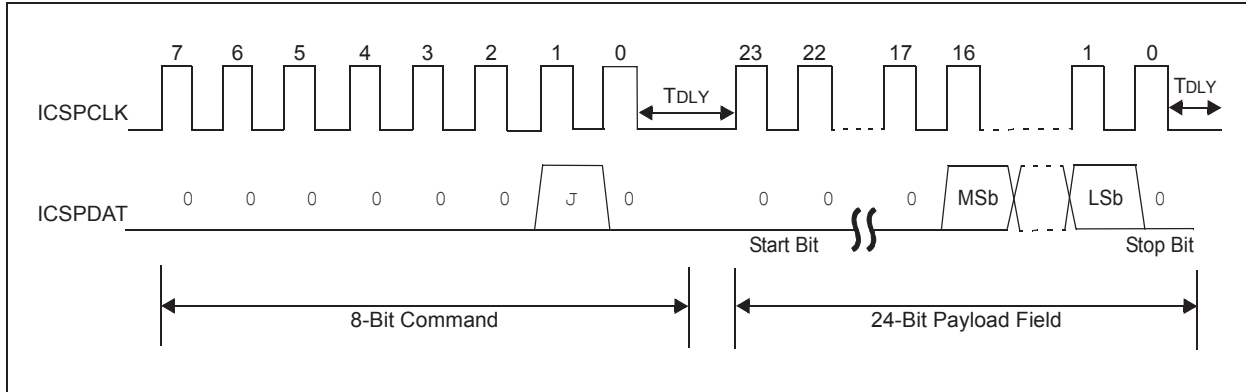 7 6 5 4 3 2 1 0 23 22 17 16 1 0
TDLY TDLY
ICSPCLK
0 0 0 0 0 0 J 0 0 0 0 MSb LSb 0
ICSPDAT
Start Bit Stop Bit
8-Bit Command 24-Bit Payload Field